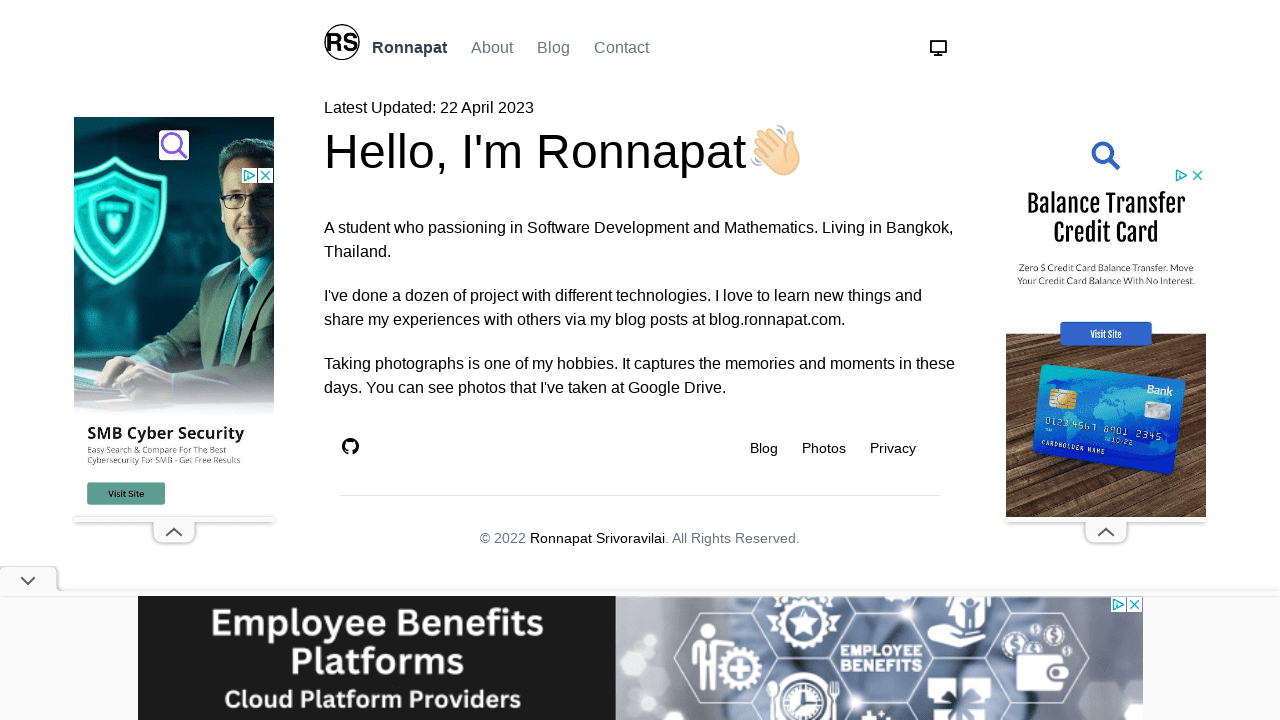 RS
Ronnapat About Blog Contact
Latest Updated: 22 April 2023
Hello, I'm Ronnapat👋🏻
A student who passioning in Software Development and Mathematics. Living in Bangkok,
Thailand.
I've done a dozen of project with different technologies. I love to learn new things and
share my experiences with others via my blog posts at blog.ronnapat.com.
Taking photographs is one of my hobbies. It captures the memories and moments in these
days. You can see photos that I've taken at Google Drive.
Blog Photos Privacy
© 2022 Ronnapat Srivoravilai. All Rights Reserved.
SMB Cyber Security
Easy Search & Compare For The Best
Cybersecurity For SMB - Get Free Results
Visit Site
Balance Transfer
Credit Card
Zero $ Credit Card Balance Transfer. Move
Your Credit Card Balance With No Interest.
Visit Site
Bank
0123 4567 8901 2345
CARDHOLDER NAME
Employee Benefits
Platforms
Cloud Platform Providers
EMPLOYEE
BENEFITS